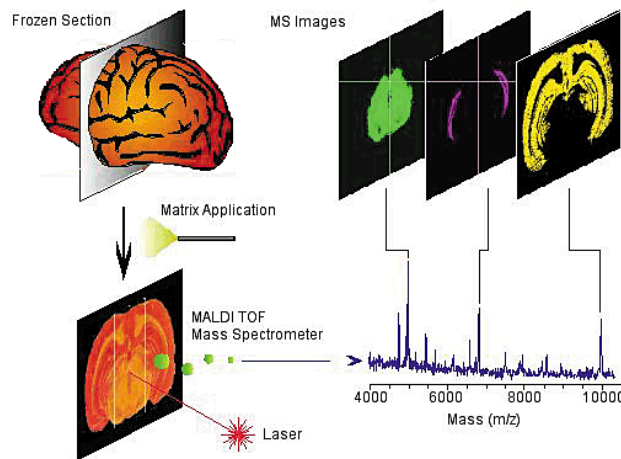 Frozen Section
MS Images
Matrix Application
MALDI TOF
Mass Spectrometer
Laser
4000 6000 8000 10000
Mass (m/z)